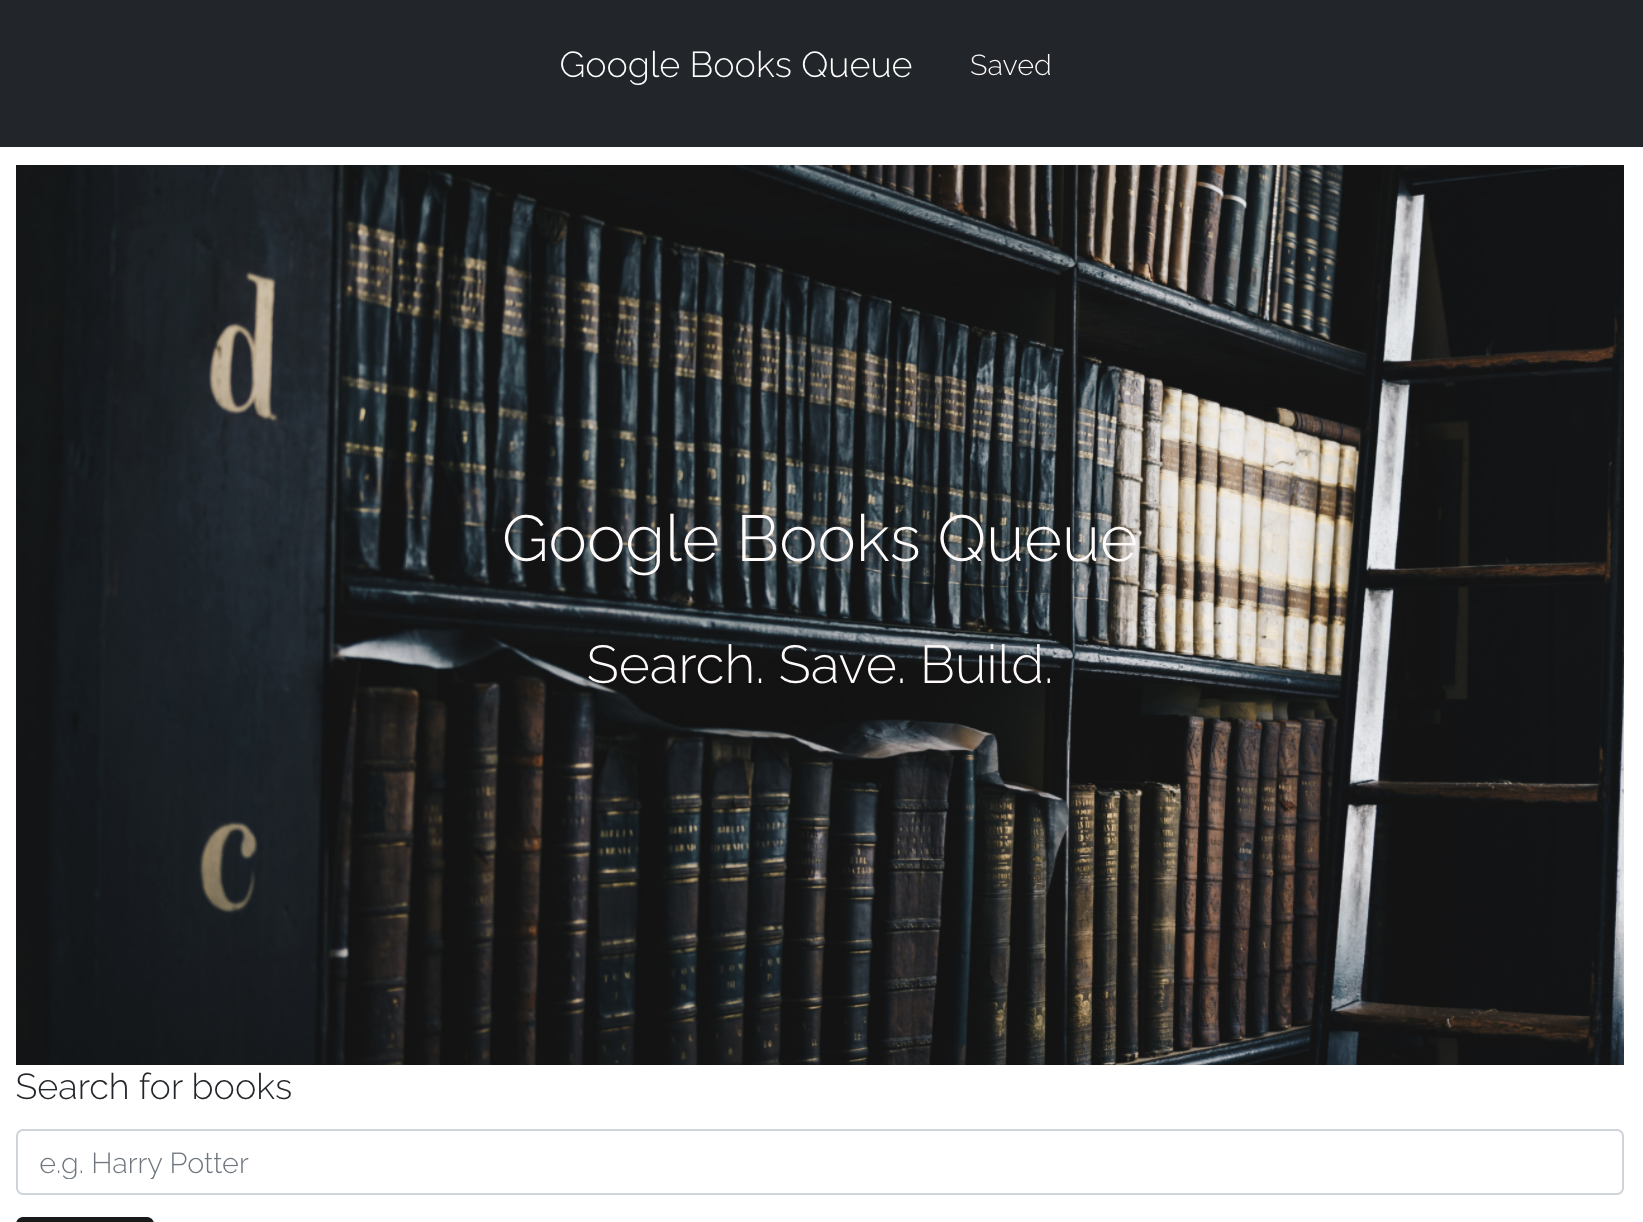 Google Books Queue Saved
d
Google Books Queue
Search. Save. Build.
c
Search for books
e.g. Harry Potter